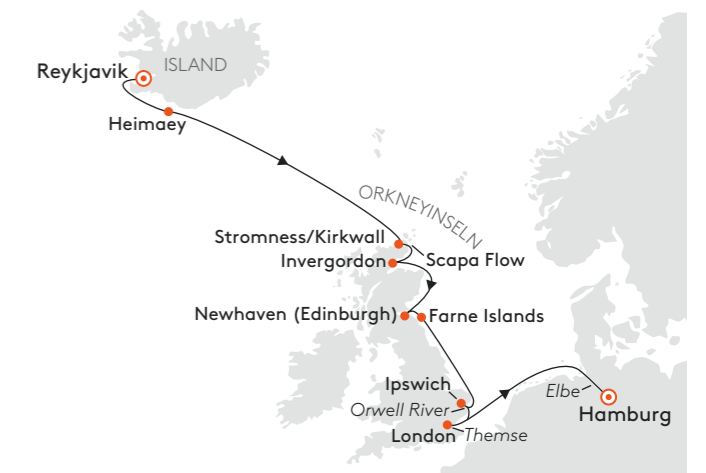 ISLAND
Reykjavik
Heimaey
ORKNEYINSELN
Stromness/Kirkwall
Scapa Flow
Invergordon
Newhaven (Edinburgh)
Farne Islands
Ipswich
Orwell River
Elbe
Hamburg
London
Themse